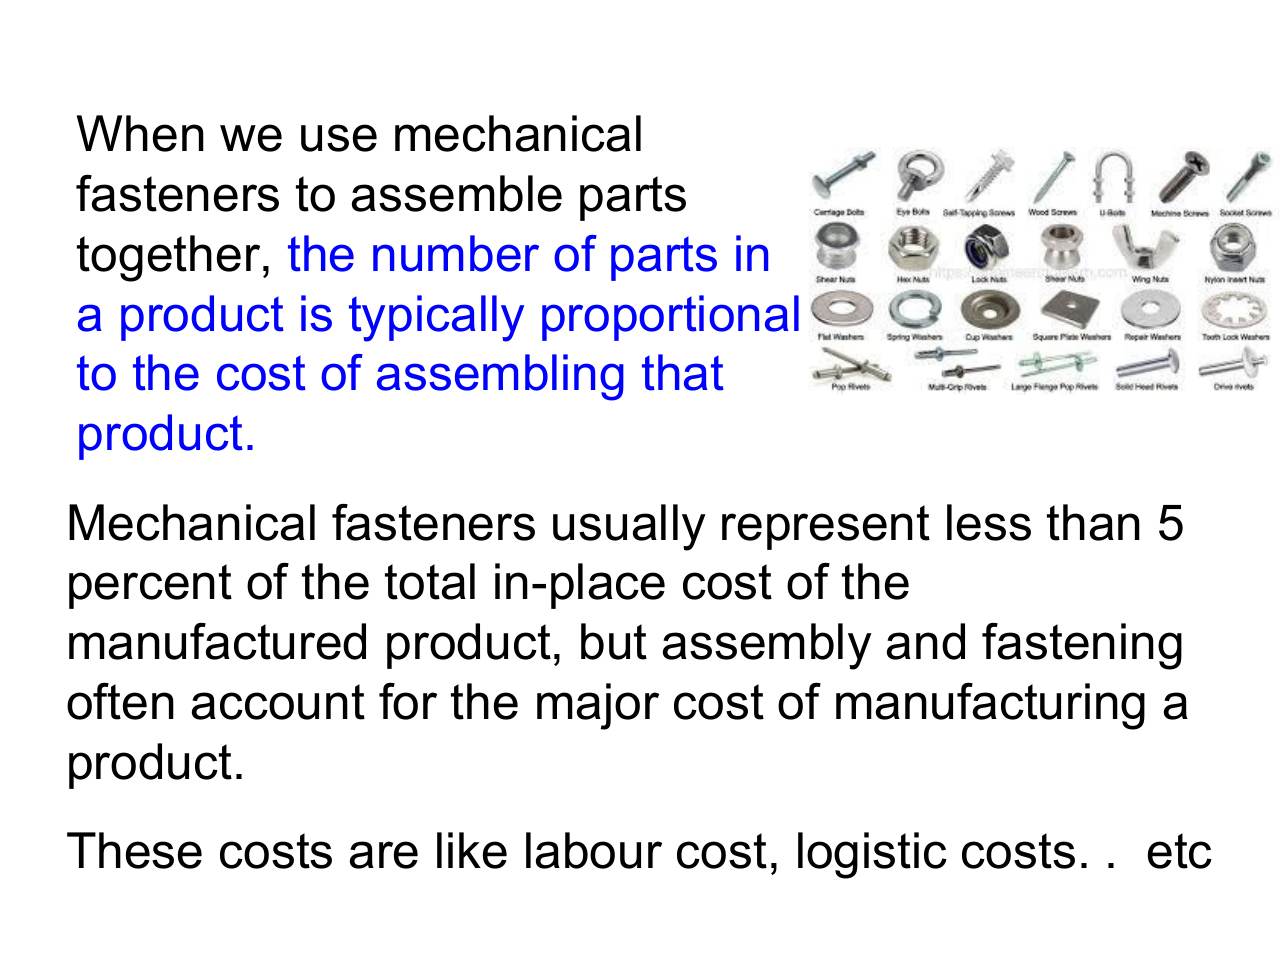 When we use mechanical
fasteners to assemble parts
together, the number of parts in
a product is typically proportional
to the cost of assembling that
product.
Carriage Bolts Eye Bolts Self-Tapping Screws Wood Screws U-Bolts Machine Screws Socket Screws
Shear Nuts Hex Nuts Lock Nuts Shear Nuts Wing Nuts Nylon Insert Nuts
Flat Washers Spring Washers Cup Washers Square Plate Washers Repair Washers Tooth Lock Washers
Pop Rivets Multi-Grip Rivets Large Flange Pop Rivets Solid Head Rivets Drive rivets
Mechanical fasteners usually represent less than 5
percent of the total in-place cost of the
manufactured product, but assembly and fastening
often account for the major cost of manufacturing a
product.
These costs are like labour cost, logistic costs. . etc